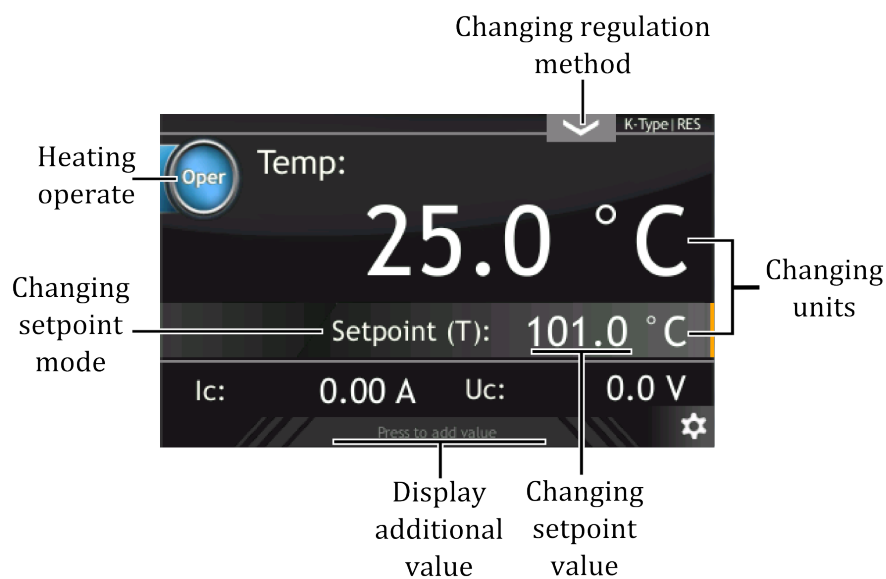 Changing regulation
method
K-Type|RES
Heating
operate
Oper
Temp:
25.0 °C
Changing
units
Changing
setpoint
mode
Setpoint (T): 101.0 °C
Ic: 0.00 A Uc: 0.0 V
Press to add value
Display
additional
value
Changing
setpoint
value